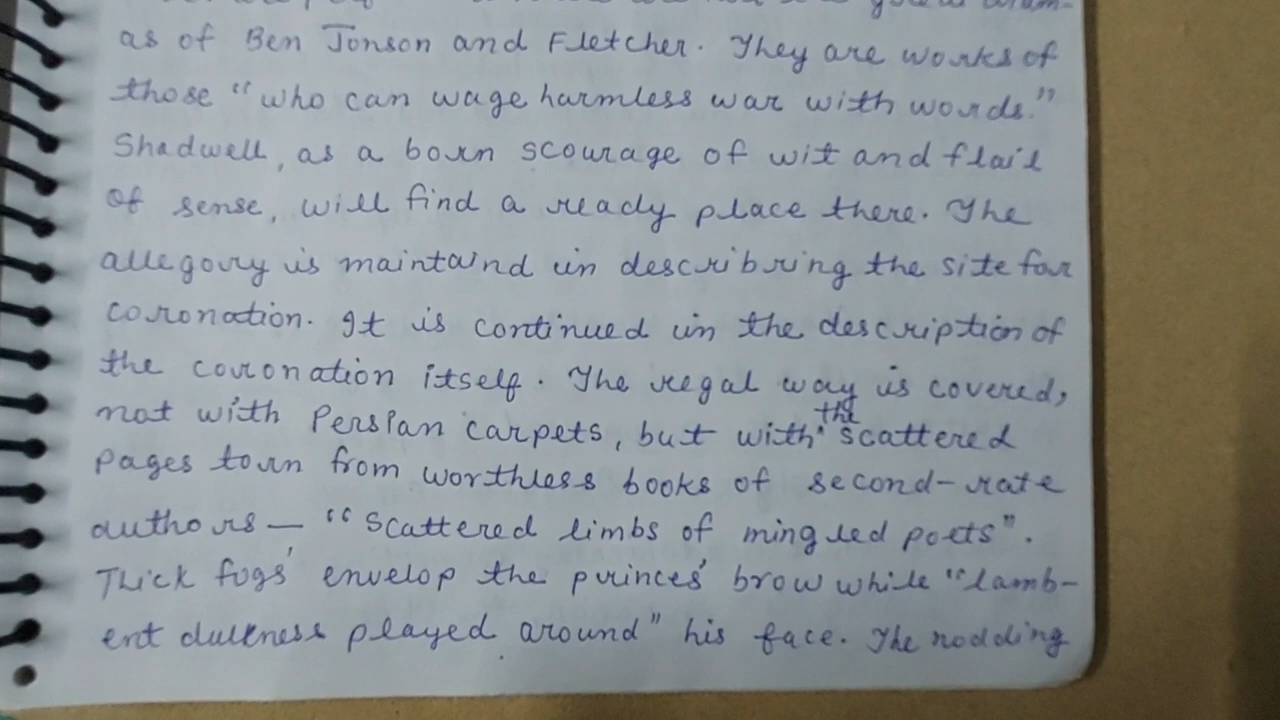 as of Ben Jonson and Fletcher. They are works of
those "who can wage harmless war with words."
Shadwell, as a born scourage of wit and flail
of sense, will find a ready place there. The
allegory is maintaind in describring the site for
coronation. It is continued in the description of
the coronation itself. The regal way is covered,
not with Persian carpets, but with the scattered
pages torn from worthless books of second-rate
authors — "scattered limbs of mingled poets".
Thick fogs' envelop the princes' brow while "lamb-
ent dullness played around" his face. The nodding